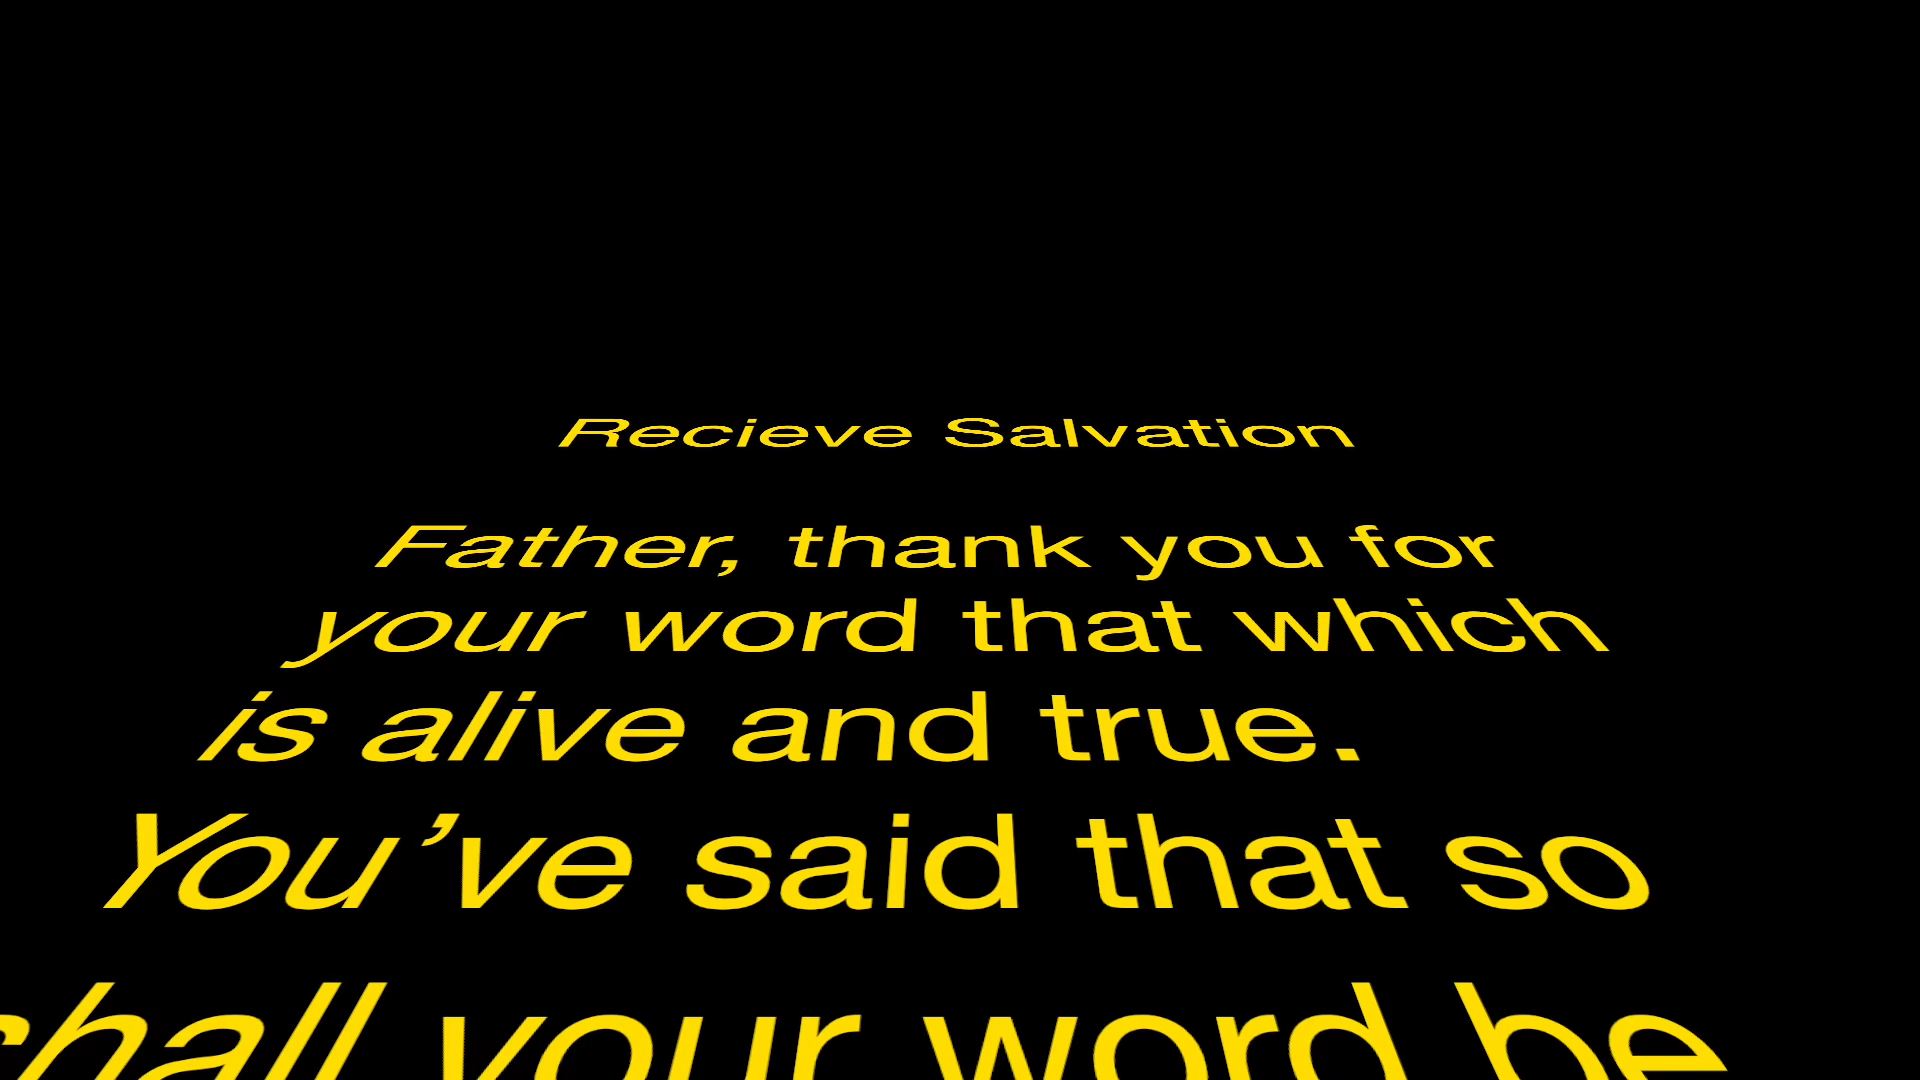 Recieve Salvation
Father, thank you for
your word that which
is alive and true.
You’ve said that so
shall your word be